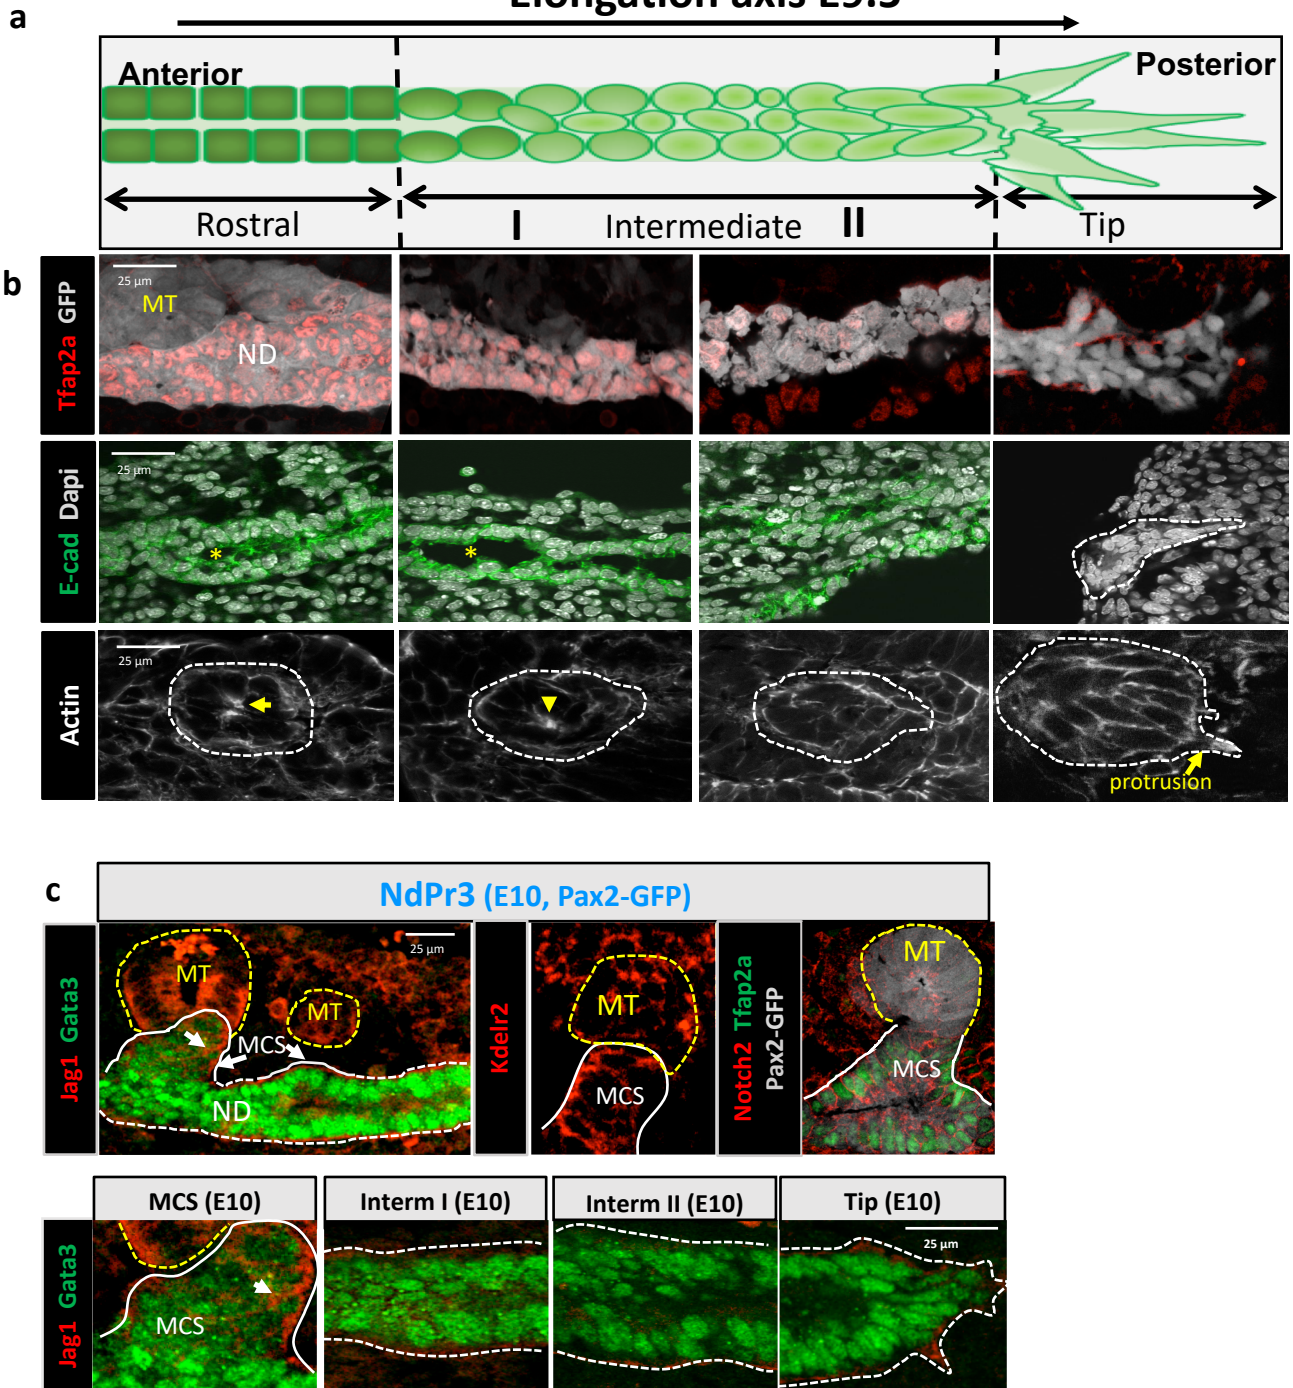 Elongation axis E9.5
a
Anterior
Posterior
Rostral
I
Intermediate
II
Tip
b
Tfap2a GFP
25 µm
MT
ND
E-cad Dapi
25 µm
*
*
Actin
25 µm
protrusion
c
NdPr3 (E10, Pax2-GFP)
Jag1 Gata3
25 µm
MT
MT
MCS
ND
Kdelr2
MT
MCS
Notch2 Tfap2a
Pax2-GFP
MT
MCS
MCS (E10)
Interm I (E10)
Interm II (E10)
Tip (E10)
Jag1 Gata3
MCS
25 µm